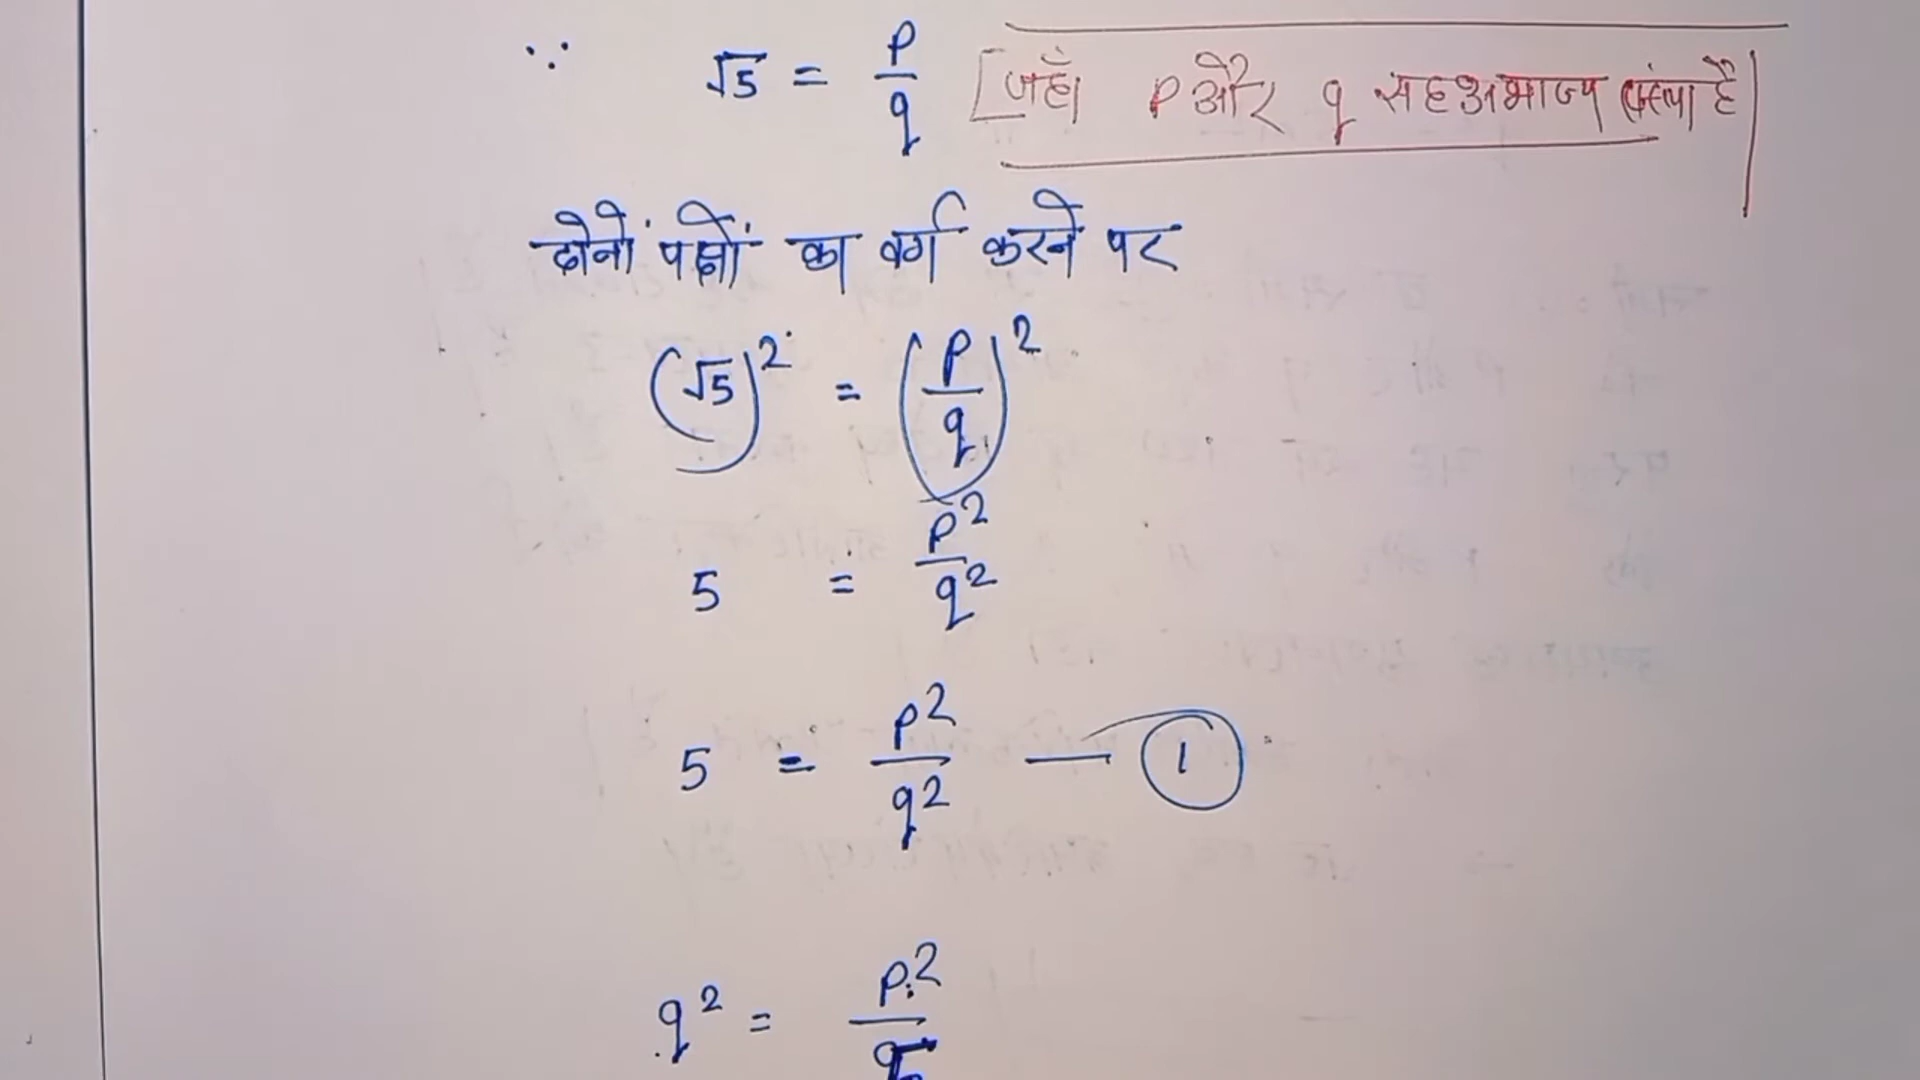 ∵ √5 = p/q [जहाँ p और q सहअभाज्य संख्या है]
दोनों पक्षों का वर्ग करने पर
(√5)² = (p/q)²
5 = p²/q²
5 = p²/q² — ①
q² = p²/5